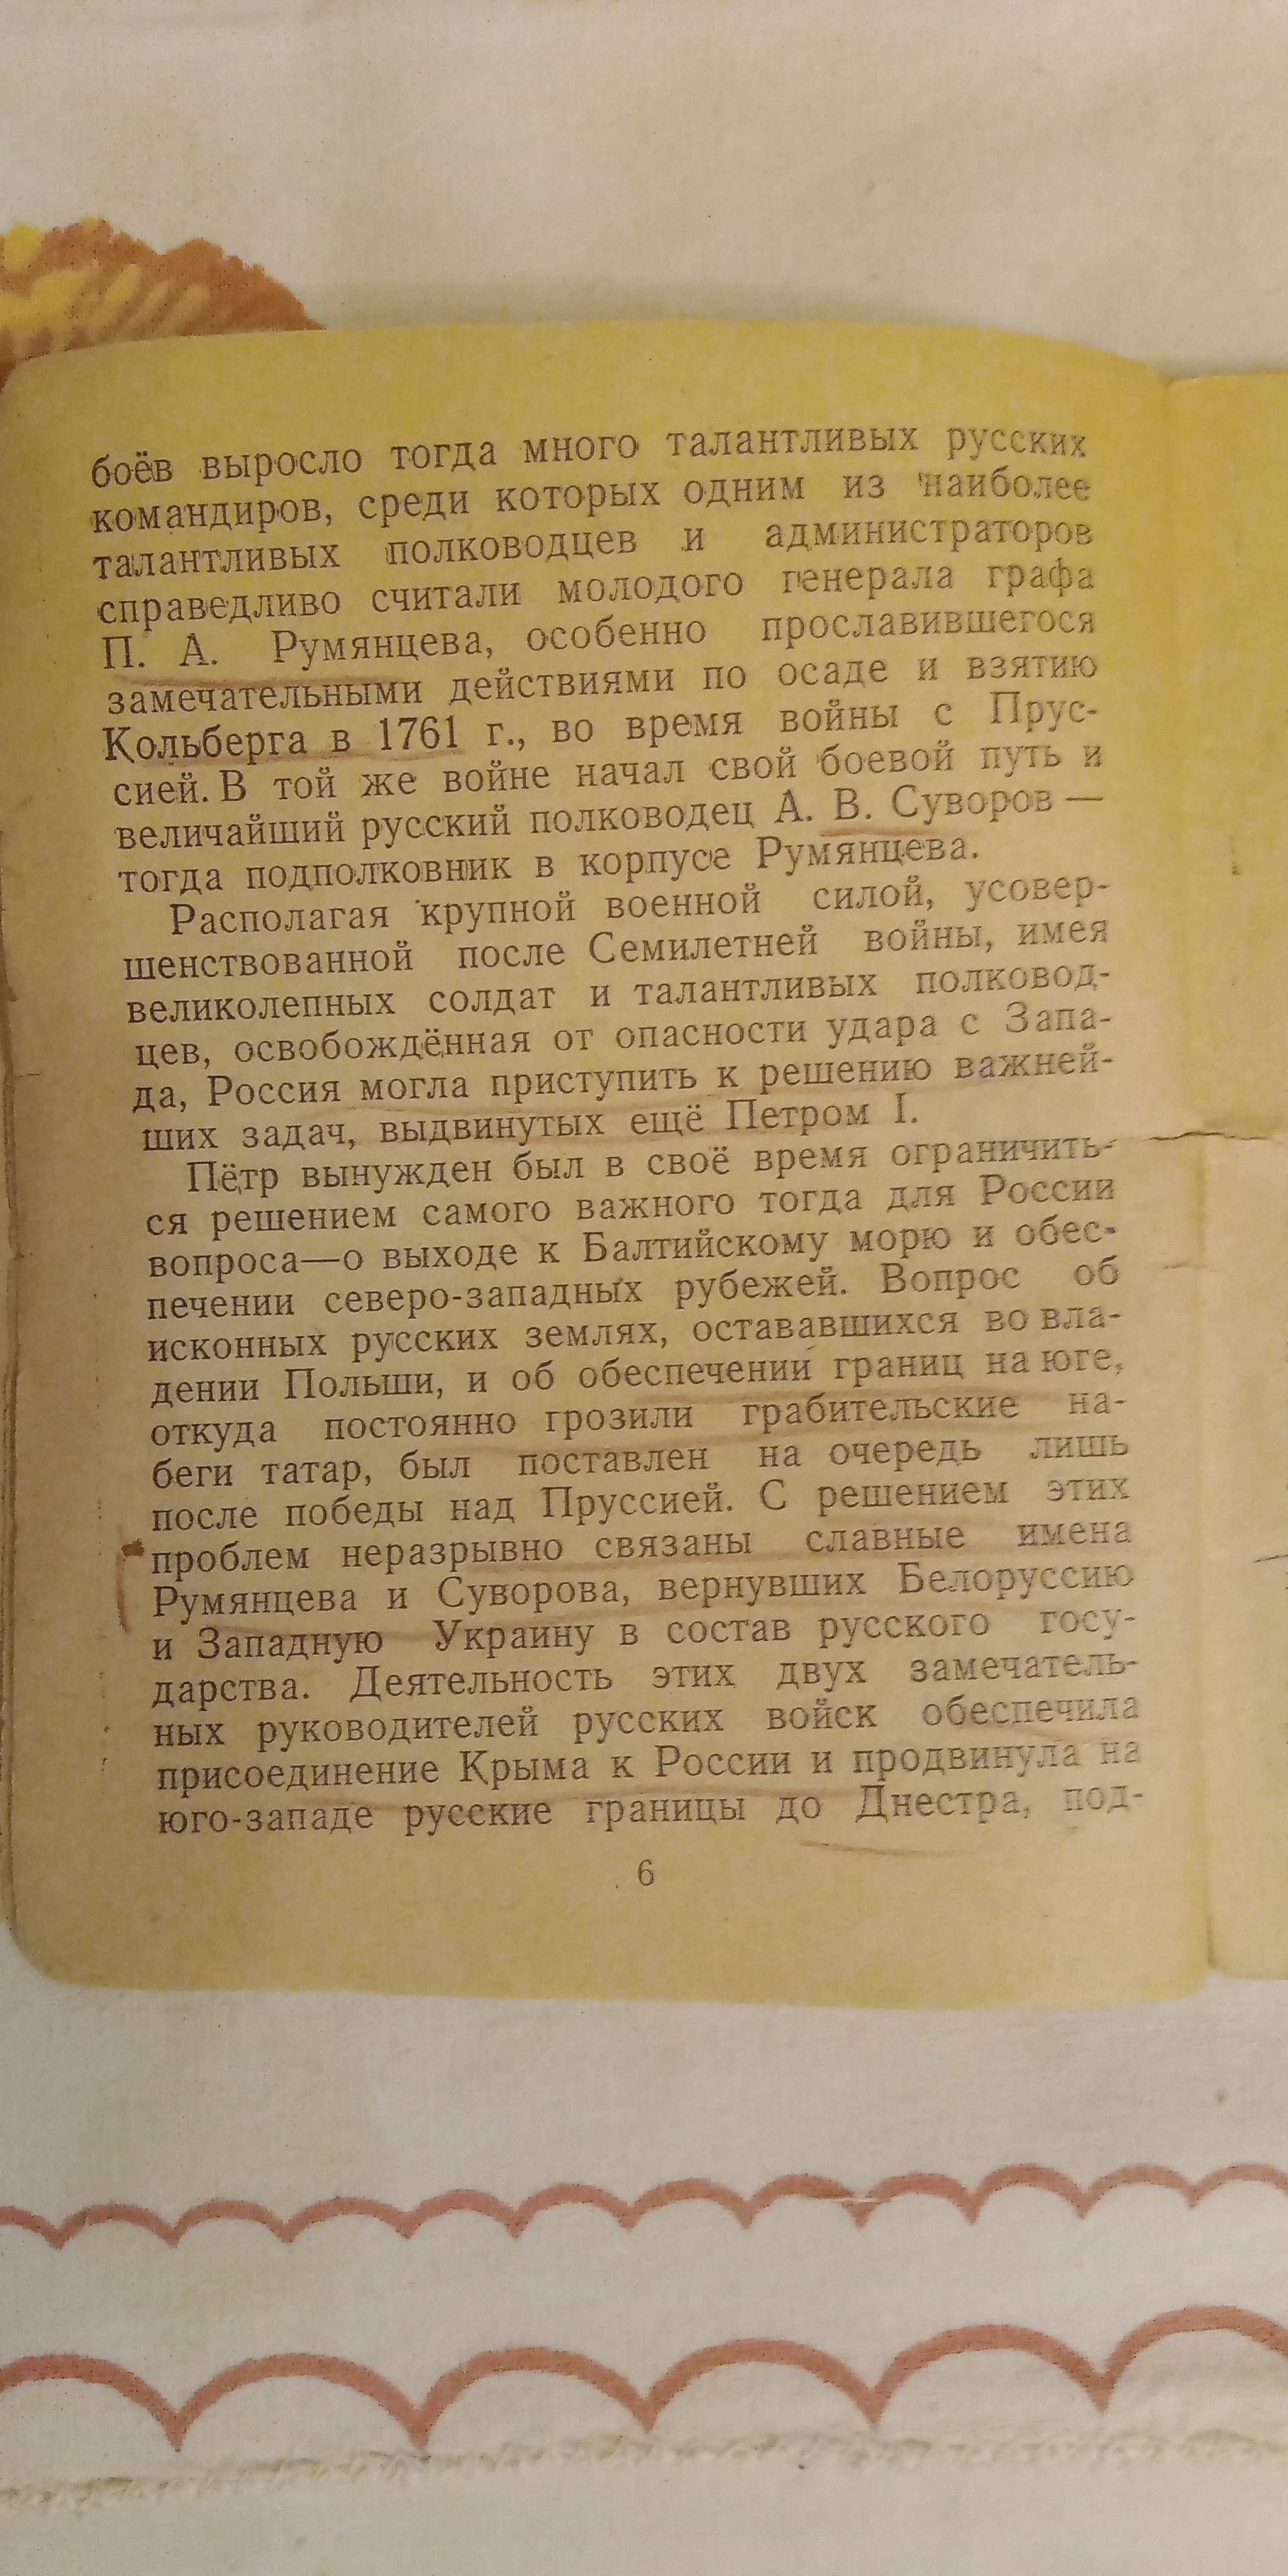 боёв выросло тогда много талантливых русских
командиров, среди которых одним из наиболее
талантливых полководцев и администраторов
справедливо считали молодого генерала графа
П. А. Румянцева, особенно прославившегося
замечательными действиями по осаде и взятию
Кольберга в 1761 г., во время войны с Прус-
сией. В той же войне начал свой боевой путь и
величайший русский полководец А. В. Суворов —
тогда подполковник в корпусе Румянцева.
Располагая крупной военной силой, усовер-
шенствованной после Семилетней войны, имея
великолепных солдат и талантливых полковод-
цев, освобождённая от опасности удара с Запа-
да, Россия могла приступить к решению важней-
ших задач, выдвинутых ещё Петром I.
Пётр вынужден был в своё время ограничить-
ся решением самого важного тогда для России
вопроса—о выходе к Балтийскому морю и обес-
печении северо-западных рубежей. Вопрос об
исконных русских землях, остававшихся во вла-
дении Польши, и об обеспечении границ на юге,
откуда постоянно грозили грабительские на-
беги татар, был поставлен на очередь лишь
после победы над Пруссией. С решением этих
проблем неразрывно связаны славные имена
Румянцева и Суворова, вернувших Белоруссию
и Западную Украину в состав русского госу-
дарства. Деятельность этих двух замечатель-
ных руководителей русских войск обеспечила
присоединение Крыма к России и продвинула на
юго-западе русские границы до Днестра, под-
6